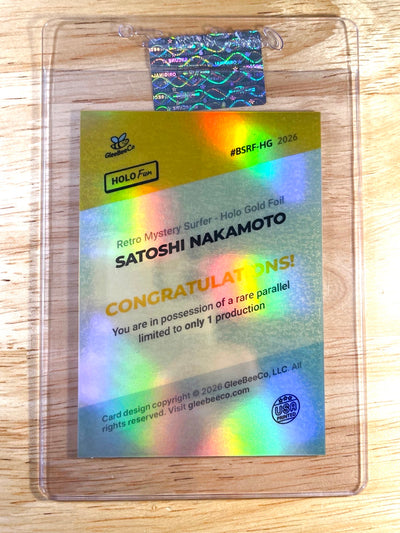 GleeBeeCo
#BSRF-HG 2026
HOLO Fun
Retro Mystery Surfer - Holo Gold Foil
SATOSHI NAKAMOTO
CONGRATULATIONS!
You are in possession of a rare parallel
limited to only 1 production
Card design copyright © 2026 GleeBeeCo, LLC. All
rights reserved. Visit gleebeeco.com
USA
PRINTED